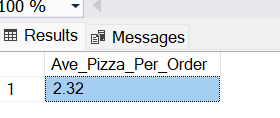 100 %
Results Messages
Ave_Pizza_Per_Order
1 2.32